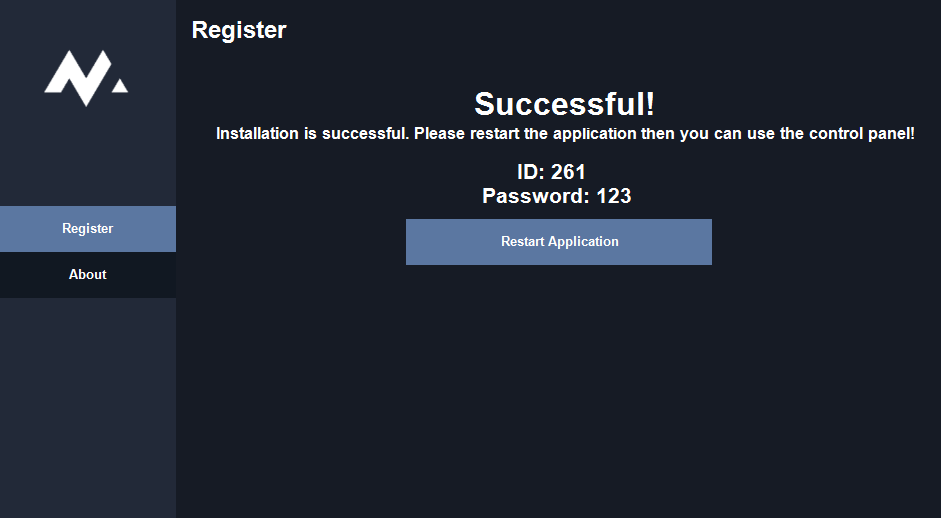 Register
Successful!
Installation is successful. Please restart the application then you can use the control panel!
ID: 261
Password: 123
Restart Application
Register
About